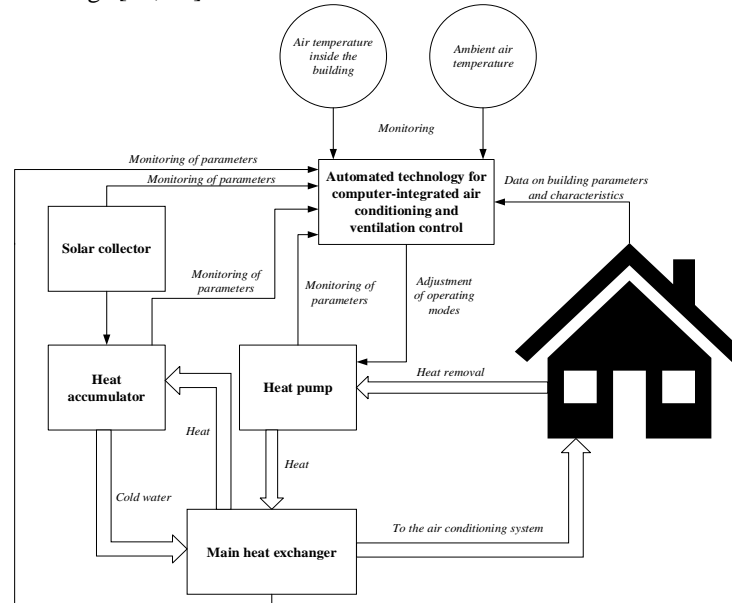 Air temperature
inside the
building
Ambient air
temperature
Monitoring
Monitoring of parameters
Monitoring of parameters
Automated technology for
computer-integrated air
conditioning and
ventilation control
Data on building parameters
and characteristics
Solar collector
Monitoring of
parameters
Monitoring of
parameters
Adjustment
of operating
modes
Heat
accumulator
Heat pump
Heat removal
Heat
Heat
Cold water
Main heat exchanger
To the air conditioning system